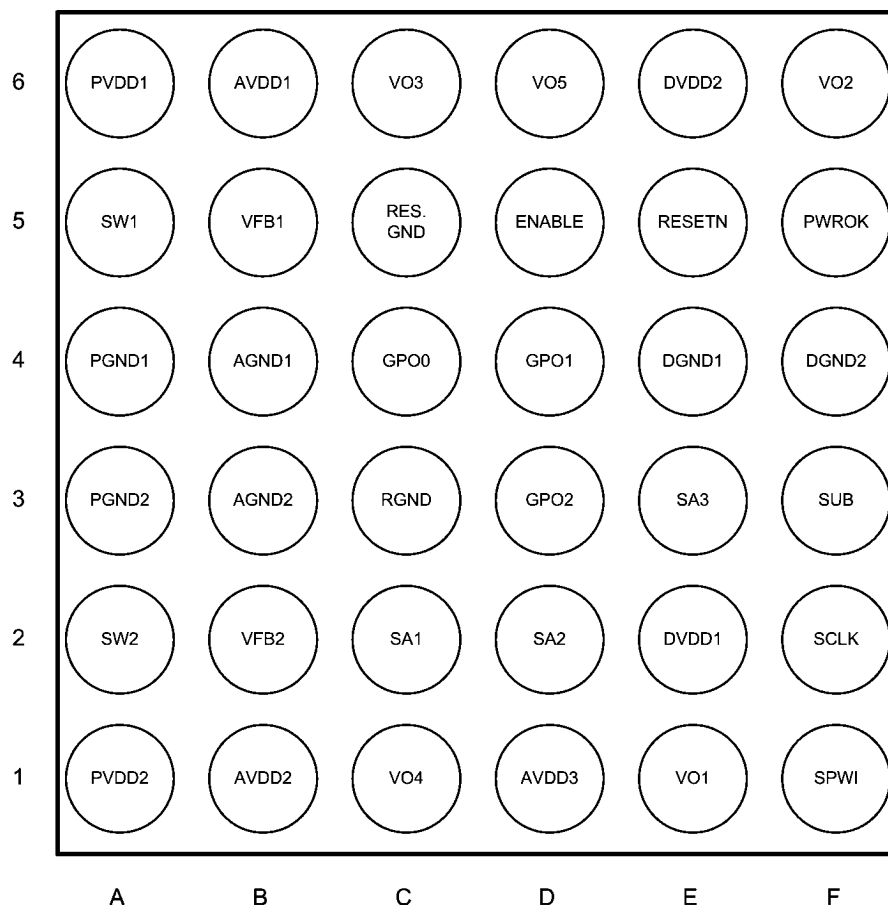 6 PVDD1 AVDD1 VO3 VO5 DVDD2 VO2
5 SW1 VFB1 RES. GND ENABLE RESETN PWROK
4 PGND1 AGND1 GPO0 GPO1 DGND1 DGND2
3 PGND2 AGND2 RGND GPO2 SA3 SUB
2 SW2 VFB2 SA1 SA2 DVDD1 SCLK
1 PVDD2 AVDD2 VO4 AVDD3 VO1 SPWI
A B C D E F